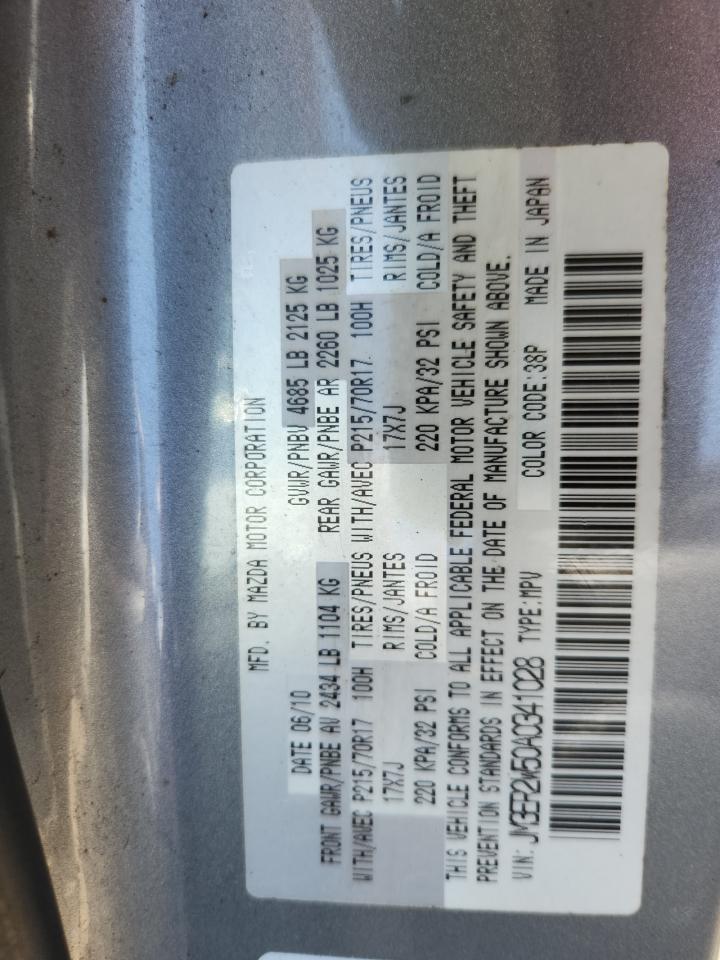 MFD. BY MAZDA MOTOR CORPORATION
DATE 06/10 GVWR/PNBV 4685 LB 2125 KG
FRONT GAWR/PNBE AV 2434 LB 1104 KG REAR GAWR/PNBE AR 2260 LB 1025 KG
WITH/AVEC P215/70R17 100H TIRES/PNEUS WITH/AVEC P215/70R17. 100H TIRES/PNEUS
17X7J RIMS/JANTES 17X7J RIMS/JANTES
220 KPA/32 PSI COLD/A FROID 220 KPA/32 PSI COLD/A FROID
THIS VEHICLE CONFORMS TO ALL APPLICABLE FEDERAL MOTOR VEHICLE SAFETY AND THEFT
PREVENTION STANDARDS IN EFFECT ON THE DATE OF MANUFACTURE SHOWN ABOVE.
VIN: JM3ER2W50A0341028 TYPE:MPV COLOR CODE:38P MADE IN JAPAN